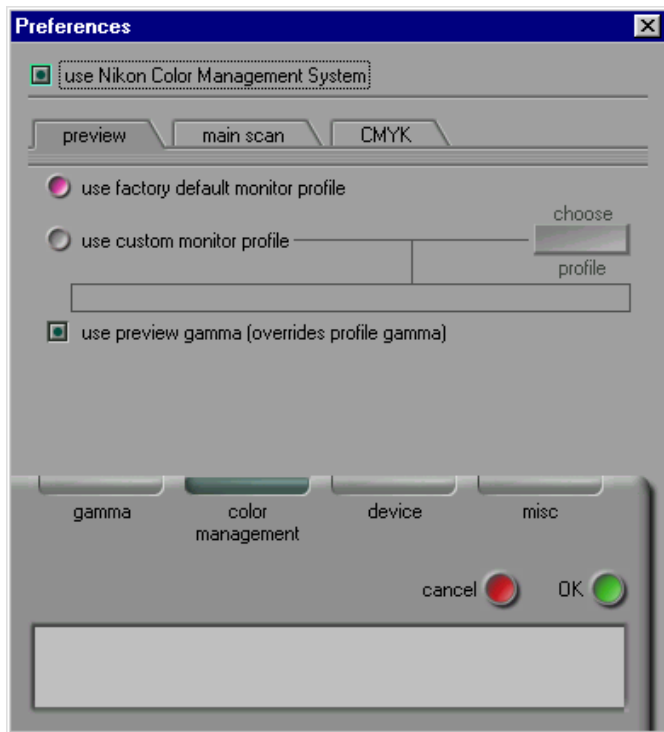 Preferences
use Nikon Color Management System
preview main scan CMYK
use factory default monitor profile
choose
use custom monitor profile
profile
use preview gamma (overrides profile gamma)
gamma color management device misc
cancel OK